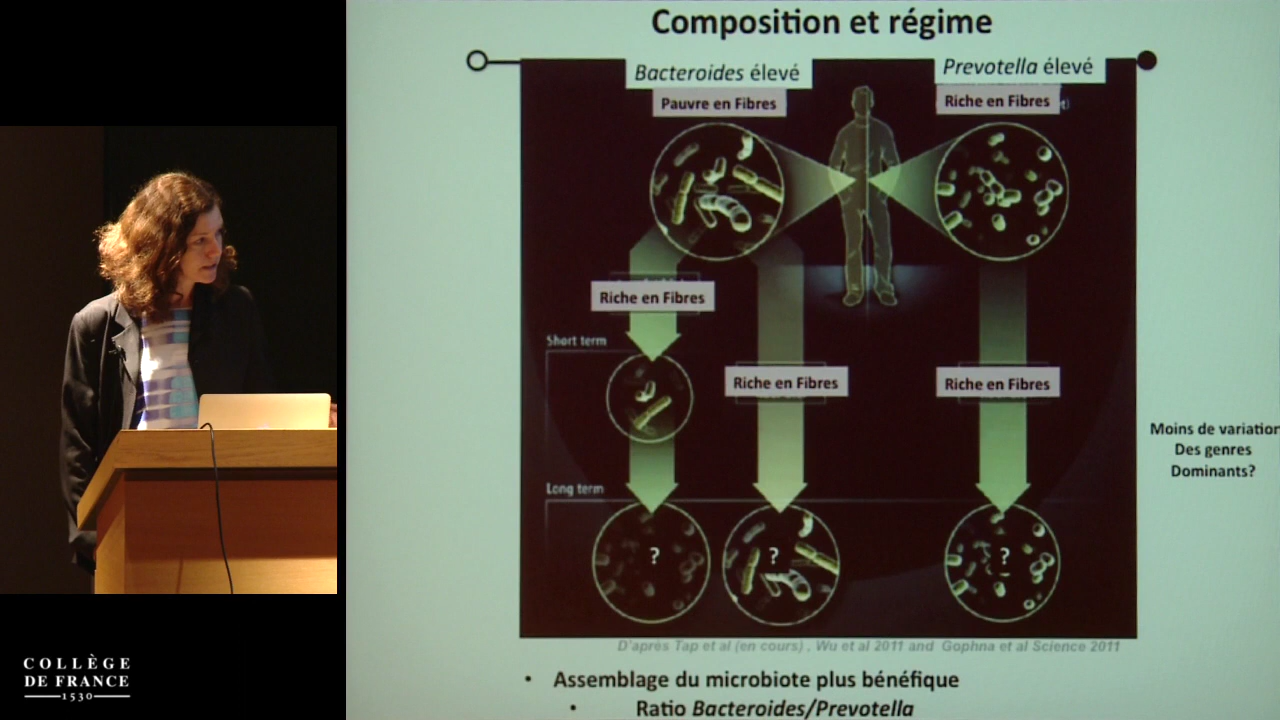 Composition et régime
Bacteroides élevé
Prevotella élevé
Pauvre en Fibres
Riche en Fibres
Riche en Fibres
Short term
Riche en Fibres
Riche en Fibres
Moins de variation
Des genres
Dominants?
Long term
?
?
?
D'après Tap et al (en cours) , Wu et al 2011 and Gophna et al Science 2011
• Assemblage du microbiote plus bénéfique
• Ratio Bacteroides/Prevotella
COLLÈGE
DE FRANCE
1530